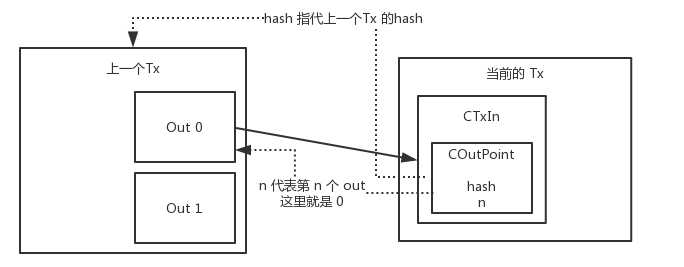 hash 指代上一个Tx 的hash
上一个Tx
Out 0
Out 1
n 代表第 n 个 out
这里就是 0
当前的 Tx
CTxIn
COutPoint
hash
n